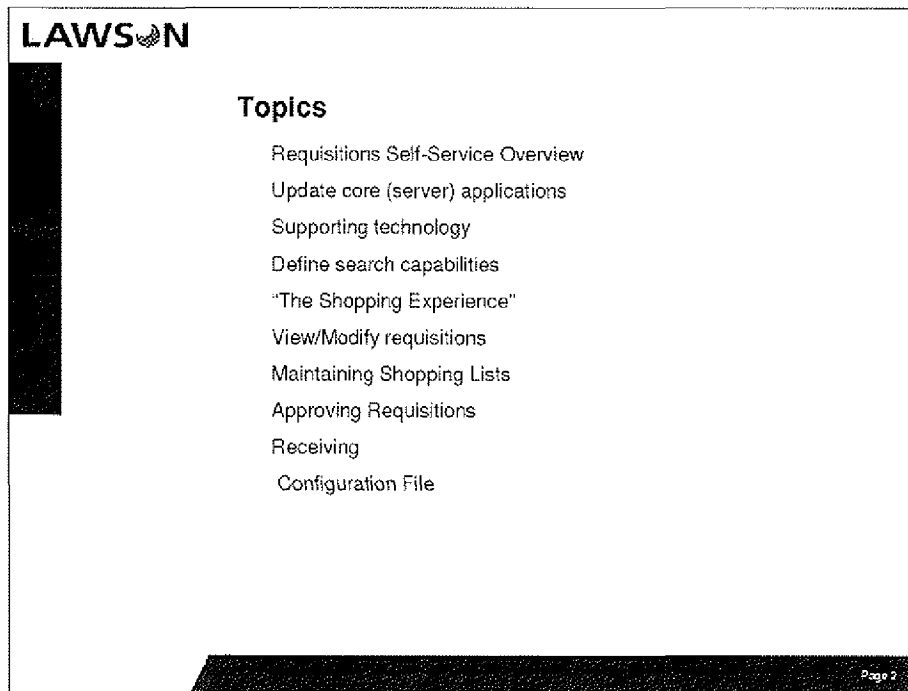 LAWSON
Topics
Requisitions Self-Service Overview
Update core (server) applications
Supporting technology
Define search capabilities
"The Shopping Experience"
View/Modify requisitions
Maintaining Shopping Lists
Approving Requisitions
Receiving
Configuration File
Page 2